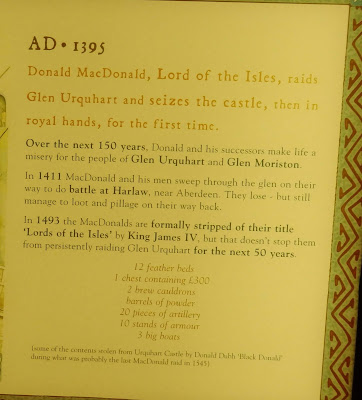 AD • 1395
Donald MacDonald, Lord of the Isles, raids
Glen Urquhart and seizes the castle, then in
royal hands, for the first time.
Over the next 150 years, Donald and his successors make life a
misery for the people of Glen Urquhart and Glen Moriston.
In 1411 MacDonald and his men sweep through the glen on their
way to do battle at Harlaw, near Aberdeen. They lose - but still
manage to loot and pillage on their way back.
In 1493 the MacDonalds are formally stripped of their title
'Lords of the Isles' by King James IV, but that doesn't stop them
from persistently raiding Glen Urquhart for the next 50 years.
12 feather beds
1 chest containing £300
2 brew cauldrons
barrels of powder
20 pieces of artillery
10 stands of armour
3 big boats
(some of the contents stolen from Urquhart Castle by Donald Dubh 'Black Donald'
during what was probably the last MacDonald raid in 1545)